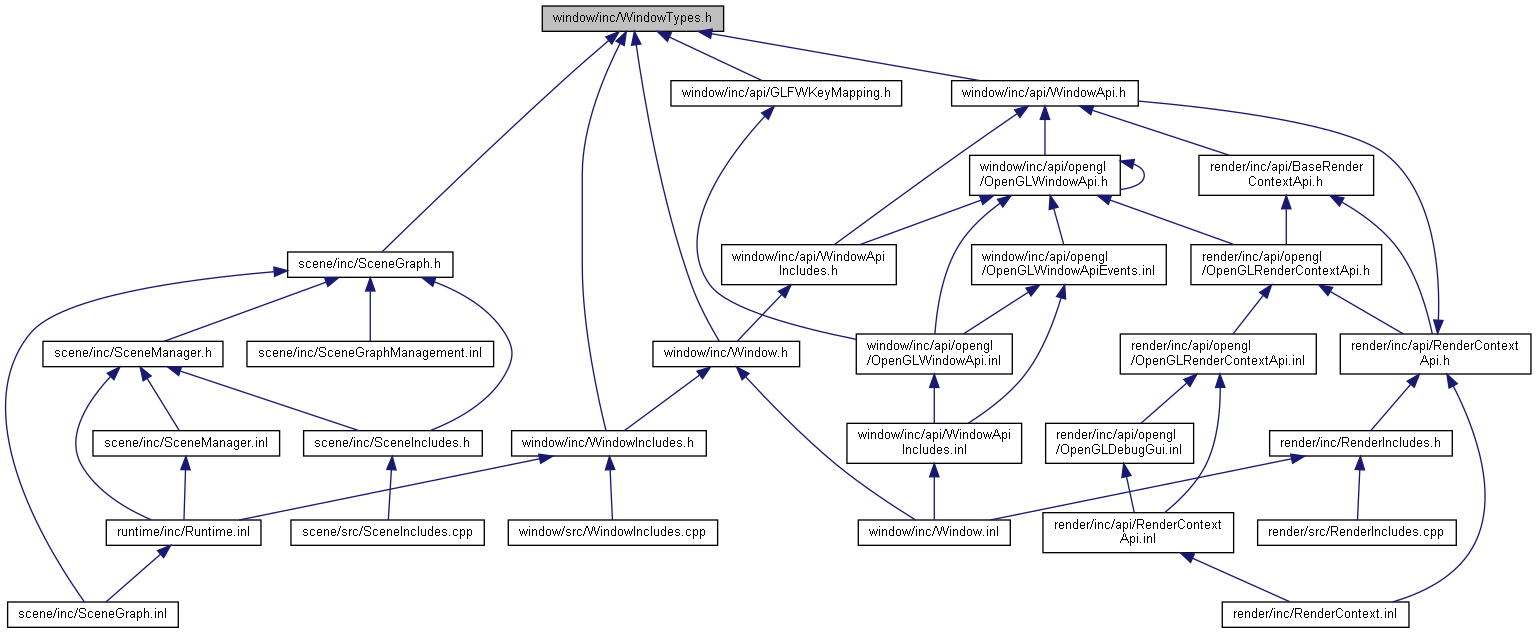 window/inc/WindowTypes.h
window/inc/api/GLFWKeyMapping.h
window/inc/api/WindowApi.h
window/inc/api/opengl
/OpenGLWindowApi.h
render/inc/api/BaseRender
ContextApi.h
scene/inc/SceneGraph.h
window/inc/api/WindowApi
Includes.h
window/inc/api/opengl
/OpenGLWindowApiEvents.inl
render/inc/api/opengl
/OpenGLRenderContextApi.h
scene/inc/SceneManager.h
scene/inc/SceneGraphManagement.inl
window/inc/Window.h
window/inc/api/opengl
/OpenGLWindowApi.inl
render/inc/api/opengl
/OpenGLRenderContextApi.inl
render/inc/api/RenderContext
Api.h
scene/inc/SceneManager.inl
scene/inc/SceneIncludes.h
window/inc/WindowIncludes.h
window/inc/api/WindowApi
Includes.inl
render/inc/api/opengl
/OpenGLDebugGui.inl
render/inc/RenderIncludes.h
runtime/inc/Runtime.inl
scene/src/SceneIncludes.cpp
window/src/WindowIncludes.cpp
window/inc/Window.inl
render/inc/api/RenderContext
Api.inl
render/src/RenderIncludes.cpp
scene/inc/SceneGraph.inl
render/inc/RenderContext.inl